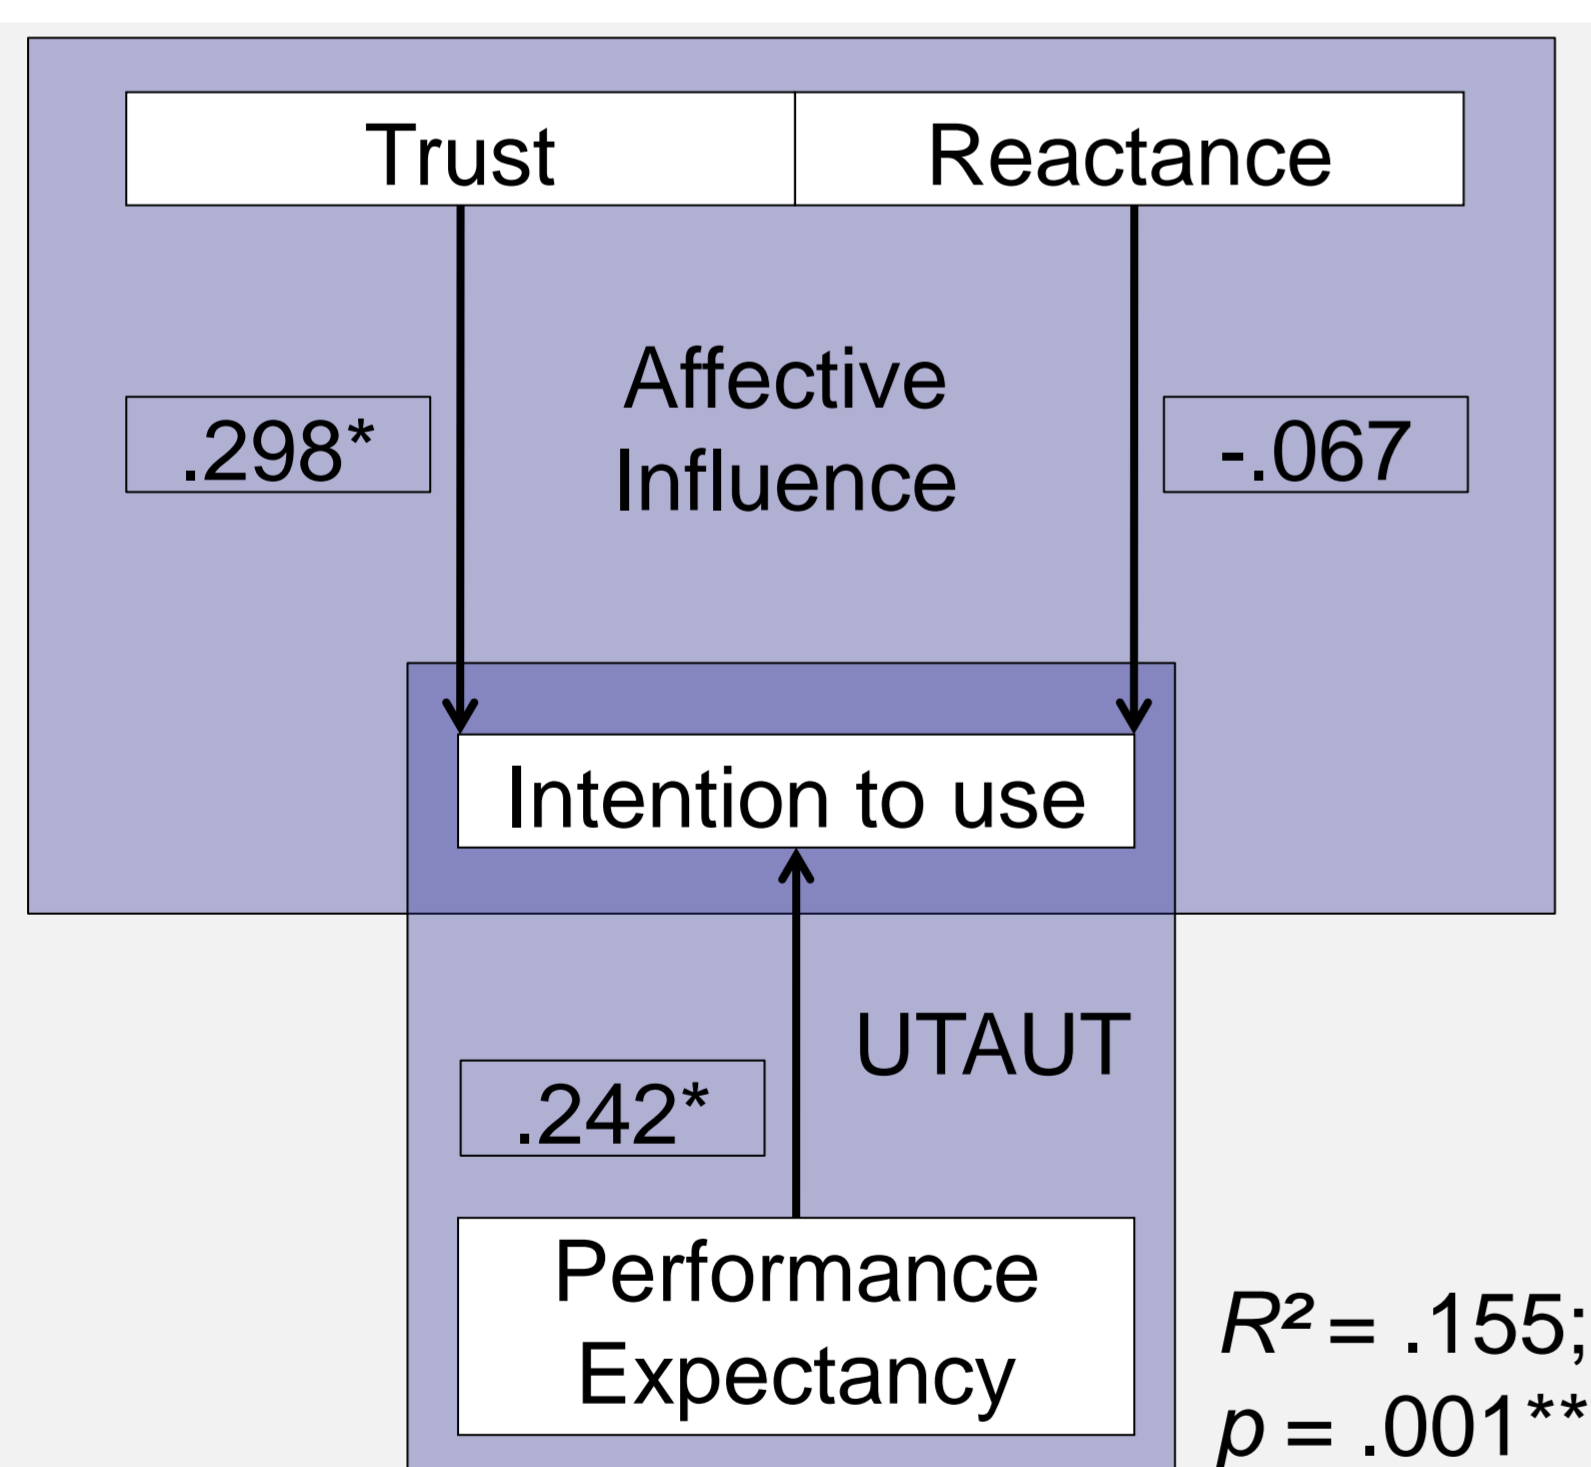 Trust
Reactance
Affective
Influence
.298*
-.067
Intention to use
UTAUT
.242*
Performance
Expectancy
R² = .155;
p = .001**